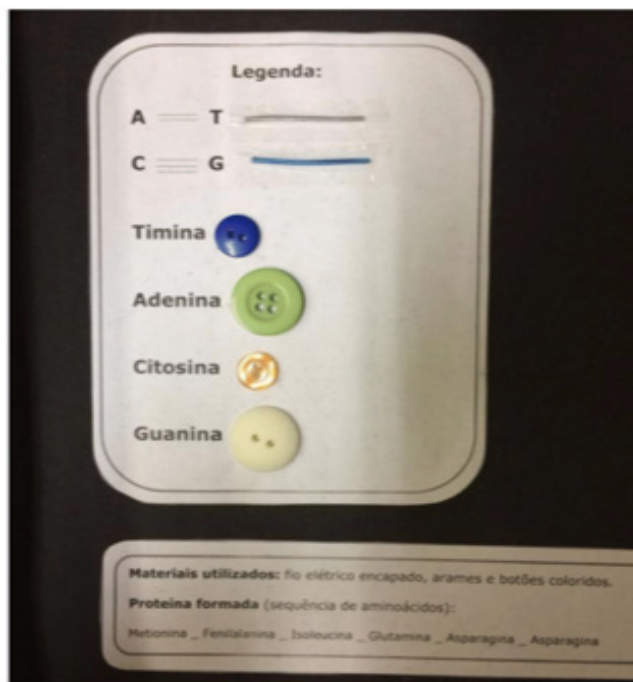 Legenda:
A T
C G
Timina
Adenina
Citosina
Guanina
Materiais utilizados: fio elétrico encapado, arames e botões coloridos.
Proteína formada (sequência de aminoácidos):
Metionina _ Fenilalanina _ Isoleucina _ Glutamina _ Asparagina _ Asparagina